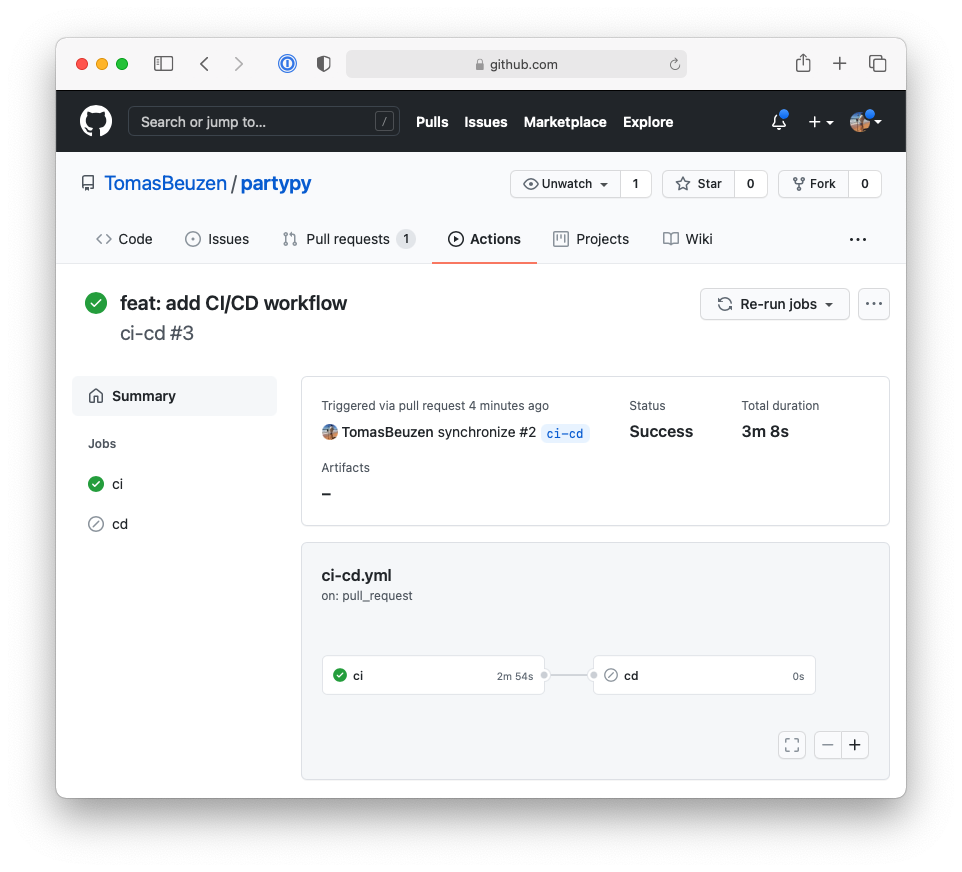 github.com
Search or jump to... /
Pulls Issues Marketplace Explore
TomasBeuzen / partypy
Unwatch 1 Star 0 Fork 0
Code Issues Pull requests 1 Actions Projects Wiki ...
feat: add CI/CD workflow
ci-cd #3
Re-run jobs ...
Summary
Jobs
ci
cd
Triggered via pull request 4 minutes ago
TomasBeuzen synchronize #2 ci-cd
Status
Success
Total duration
3m 8s
Artifacts
–
ci-cd.yml
on: pull_request
ci 2m 54s
cd 0s